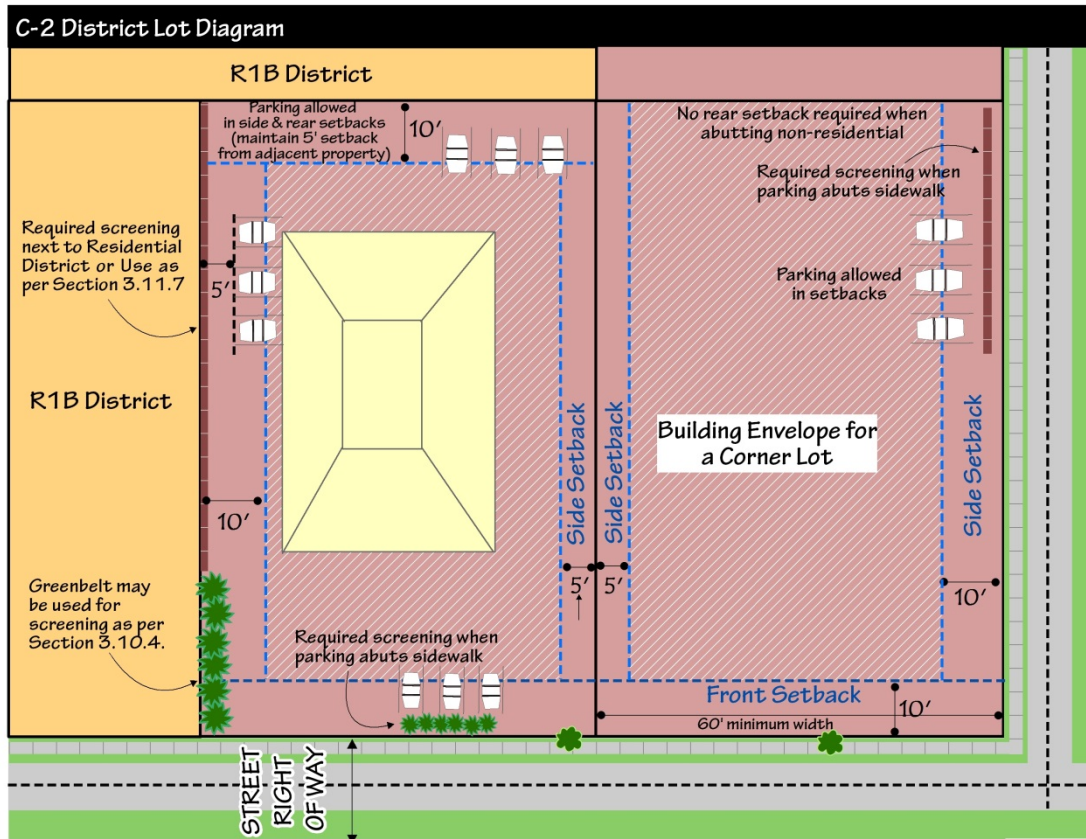 C-2 District Lot Diagram
R1B District
Parking allowed
in side & rear setbacks
(maintain 5' setback
from adjacent property)
10'
No rear setback required when
abutting non-residential
Required screening when
parking abuts sidewalk
Required screening
next to Residential
District or Use as
per Section 3.11.7
5'
Parking allowed
in setbacks
R1B District
Building Envelope for
a Corner Lot
Side Setback
Side Setback
Side Setback
10'
5'
5'
10'
Greenbelt may
be used for
screening as per
Section 3.10.4.
Required screening when
parking abuts sidewalk
Front Setback
10'
60' minimum width
STREET
RIGHT
OF WAY